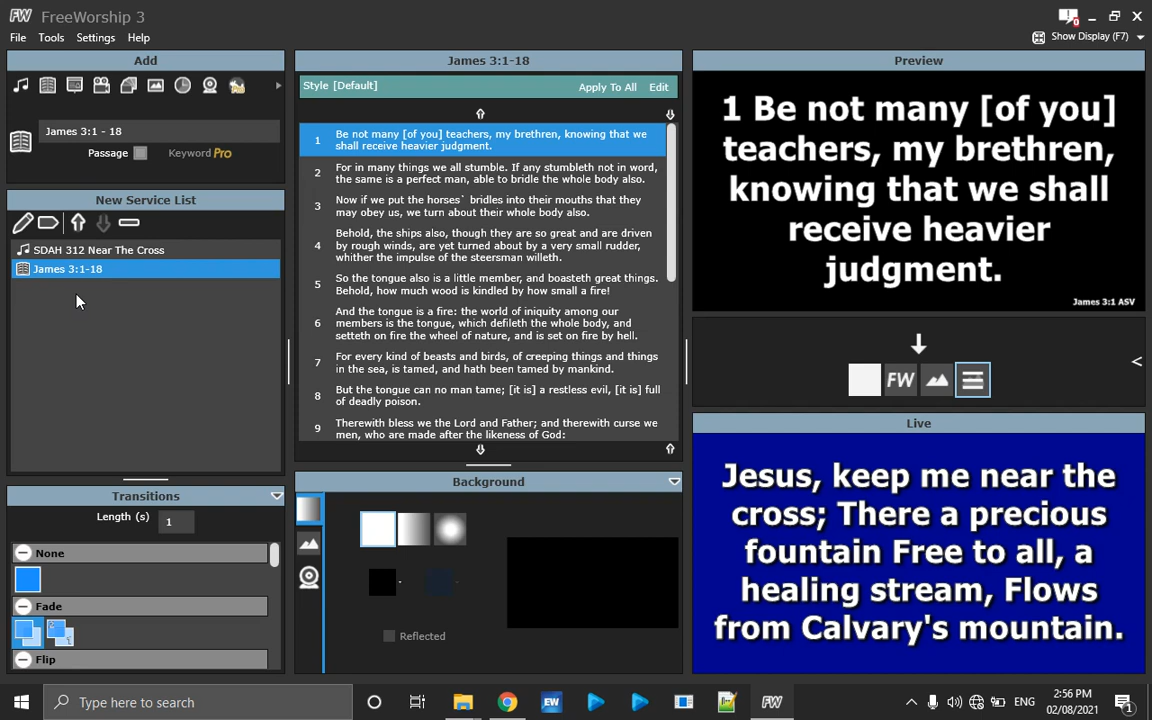 FW FreeWorship 3
File Tools Settings Help
Show Display (F7)
Add
James 3:1 - 18
Passage Keyword Pro
New Service List
SDAH 312 Near The Cross
James 3:1-18
Transitions
Length (s) 1
None
Fade
Flip
James 3:1-18
Style [Default] Apply To All Edit
1 Be not many [of you] teachers, my brethren, knowing that we
shall receive heavier judgment.
2 For in many things we all stumble. If any stumbleth not in word,
the same is a perfect man, able to bridle the whole body also.
3 Now if we put the horses` bridles into their mouths that they
may obey us, we turn about their whole body also.
4 Behold, the ships also, though they are so great and are driven
by rough winds, are yet turned about by a very small rudder,
whither the impulse of the steersman willeth.
5 So the tongue also is a little member, and boasteth great things.
Behold, how much wood is kindled by how small a fire!
6 And the tongue is a fire: the world of iniquity among our
members is the tongue, which defileth the whole body, and
setteth on fire the wheel of nature, and is set on fire by hell.
7 For every kind of beasts and birds, of creeping things and things
in the sea, is tamed, and hath been tamed by mankind.
8 But the tongue can no man tame; [it is] a restless evil, [it is] full
of deadly poison.
9 Therewith bless we the Lord and Father; and therewith curse we
men, who are made after the likeness of God:
Background
Reflected
Preview
1 Be not many [of you]
teachers, my brethren,
knowing that we shall
receive heavier
judgment.
James 3:1 ASV
FW
<
Live
Jesus, keep me near the
cross; There a precious
fountain Free to all, a
healing stream, Flows
from Calvary's mountain.
Type here to search
EW
FW
ENG
2:56 PM
02/08/2021
1